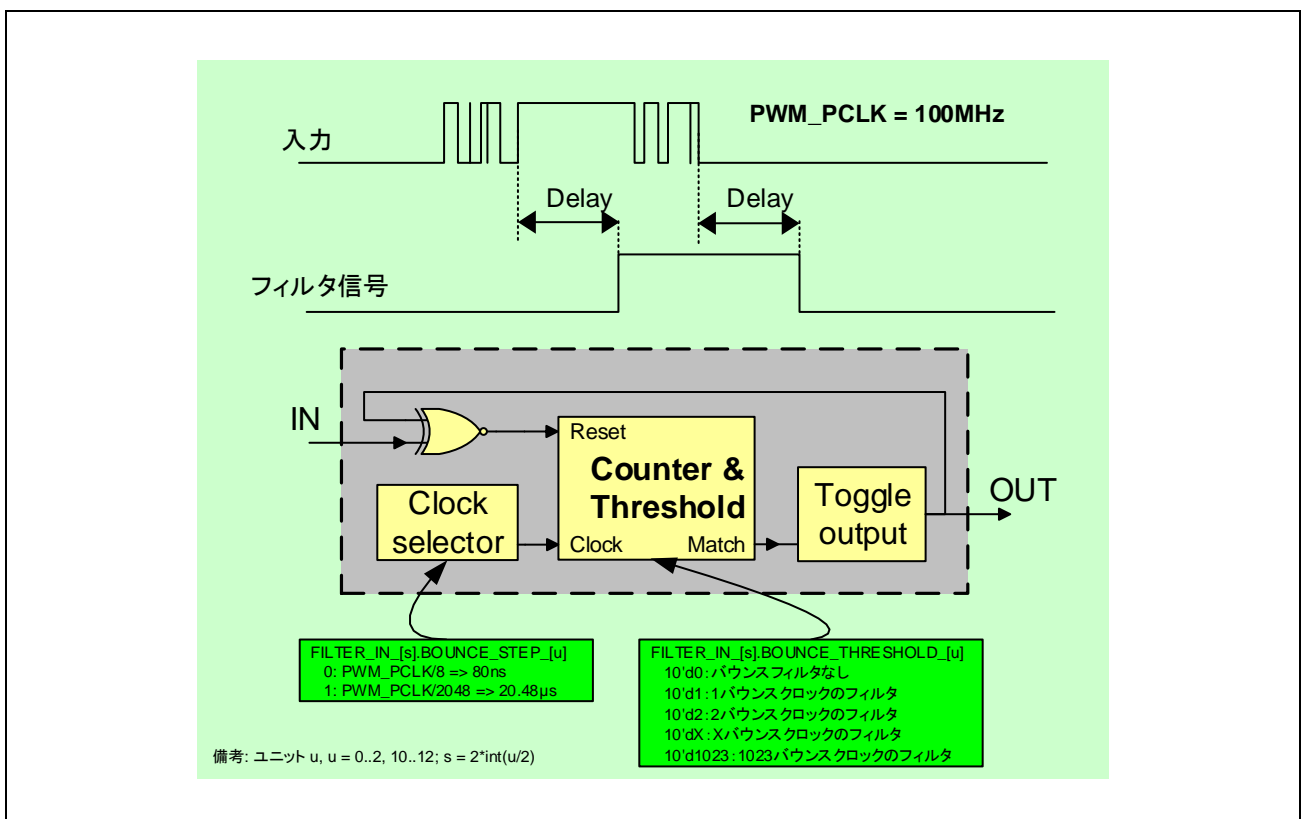 PWM_PCLK = 100MHz
入力
Delay
Delay
フィルタ信号
IN
Reset
Counter &
Threshold
Clock
Match
Clock
selector
Toggle
output
OUT
FILTER_IN_[s].BOUNCE_STEP_[u]
0: PWM_PCLK/8 => 80ns
1: PWM_PCLK/2048 => 20.48µs
FILTER_IN_[s].BOUNCE_THRESHOLD_[u]
10'd0:バウンスフィルタなし
10'd1:1バウンスクロックのフィルタ
10'd2:2バウンスクロックのフィルタ
10'dX:Xバウンスクロックのフィルタ
10'd1023:1023バウンスクロックのフィルタ
備考: ユニット u, u = 0..2, 10..12; s = 2*int(u/2)